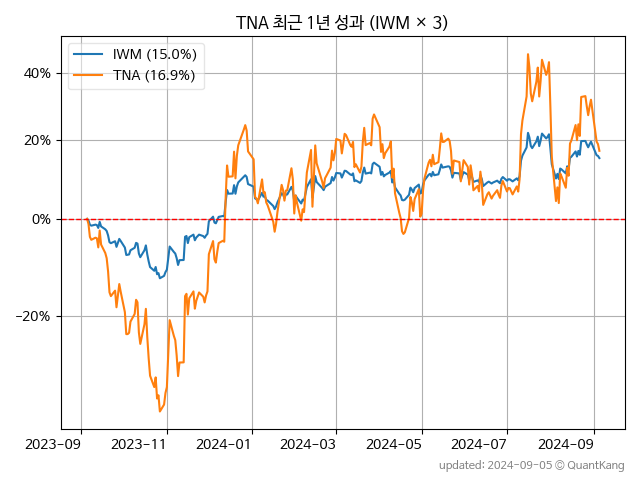 TNA 최근 1년 성과 (IWM × 3)
IWM (15.0%)
TNA (16.9%)
40%
20%
0%
−20%
2023-09 2023-11 2024-01 2024-03 2024-05 2024-07 2024-09
updated: 2024-09-05 © QuantKang